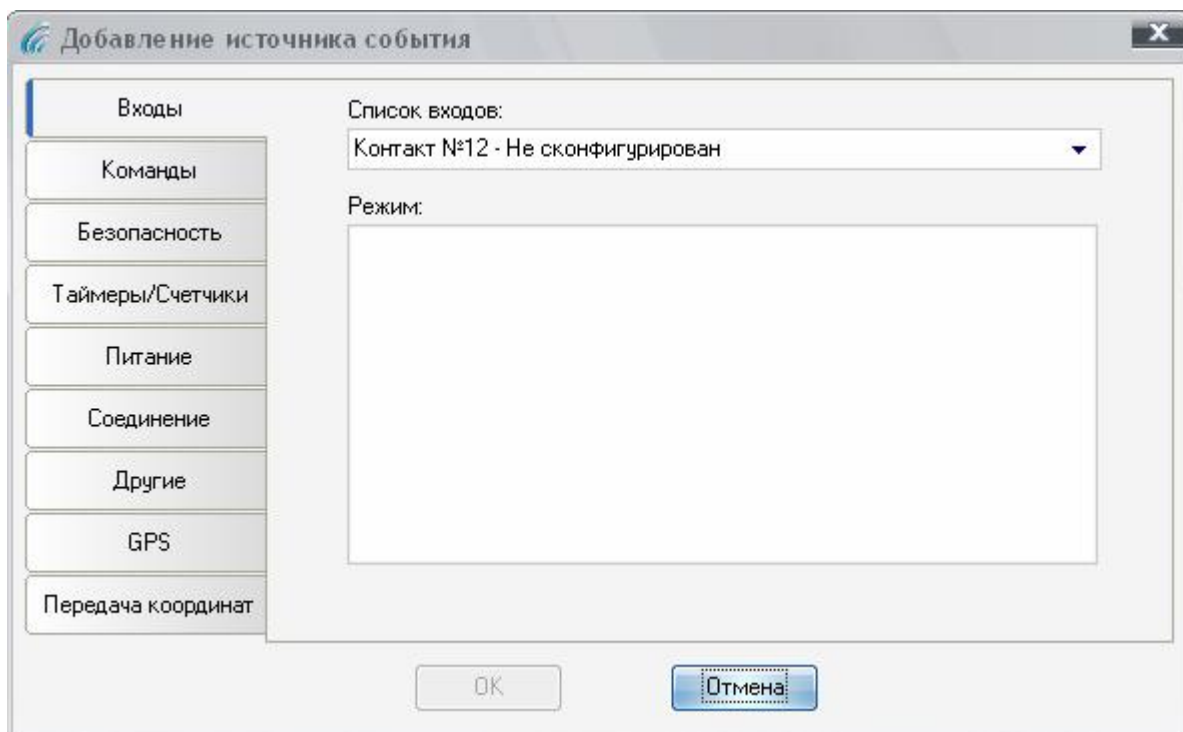 Добавление источника события
Входы
Команды
Безопасность
Таймеры/Счетчики
Питание
Соединение
Другие
GPS
Передача координат
Список входов:
Контакт №12 - Не сконфигурирован
Режим:
OK
Отмена